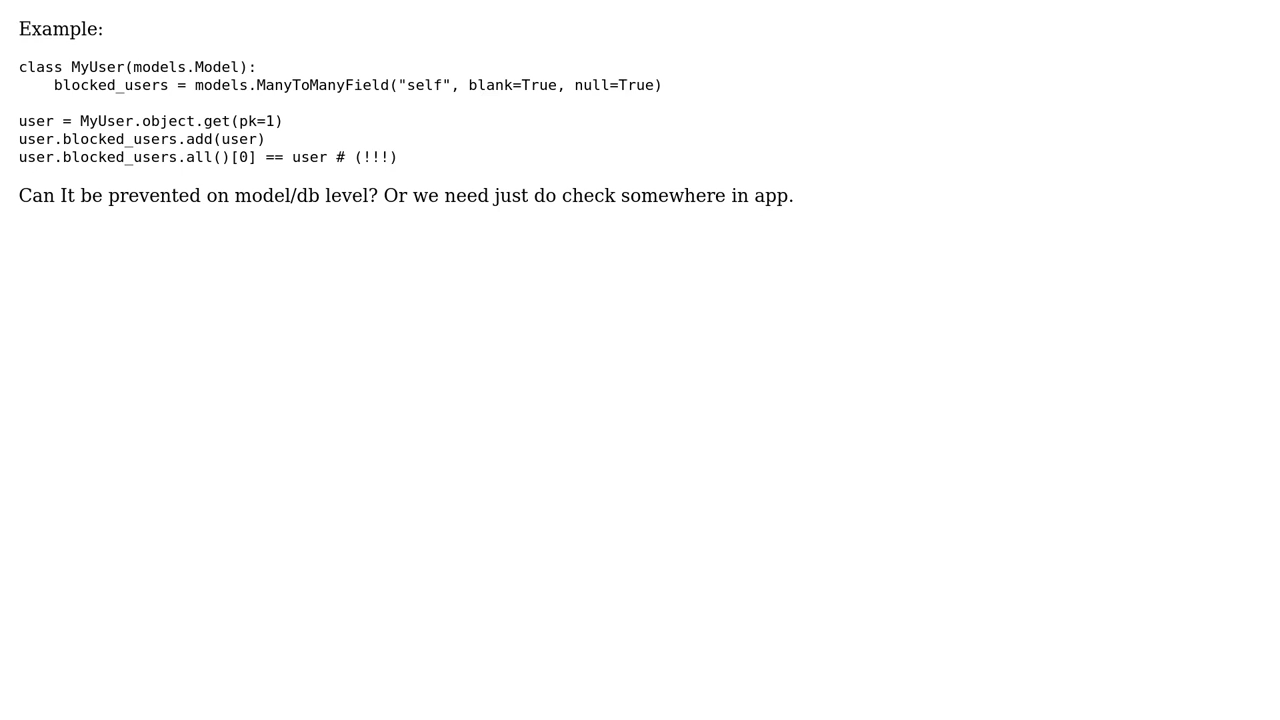 Example:
class MyUser(models.Model):
    blocked_users = models.ManyToManyField("self", blank=True, null=True)
user = MyUser.object.get(pk=1)
user.blocked_users.add(user)
user.blocked_users.all()[0] == user # (!!!)
Can It be prevented on model/db level? Or we need just do check somewhere in app.